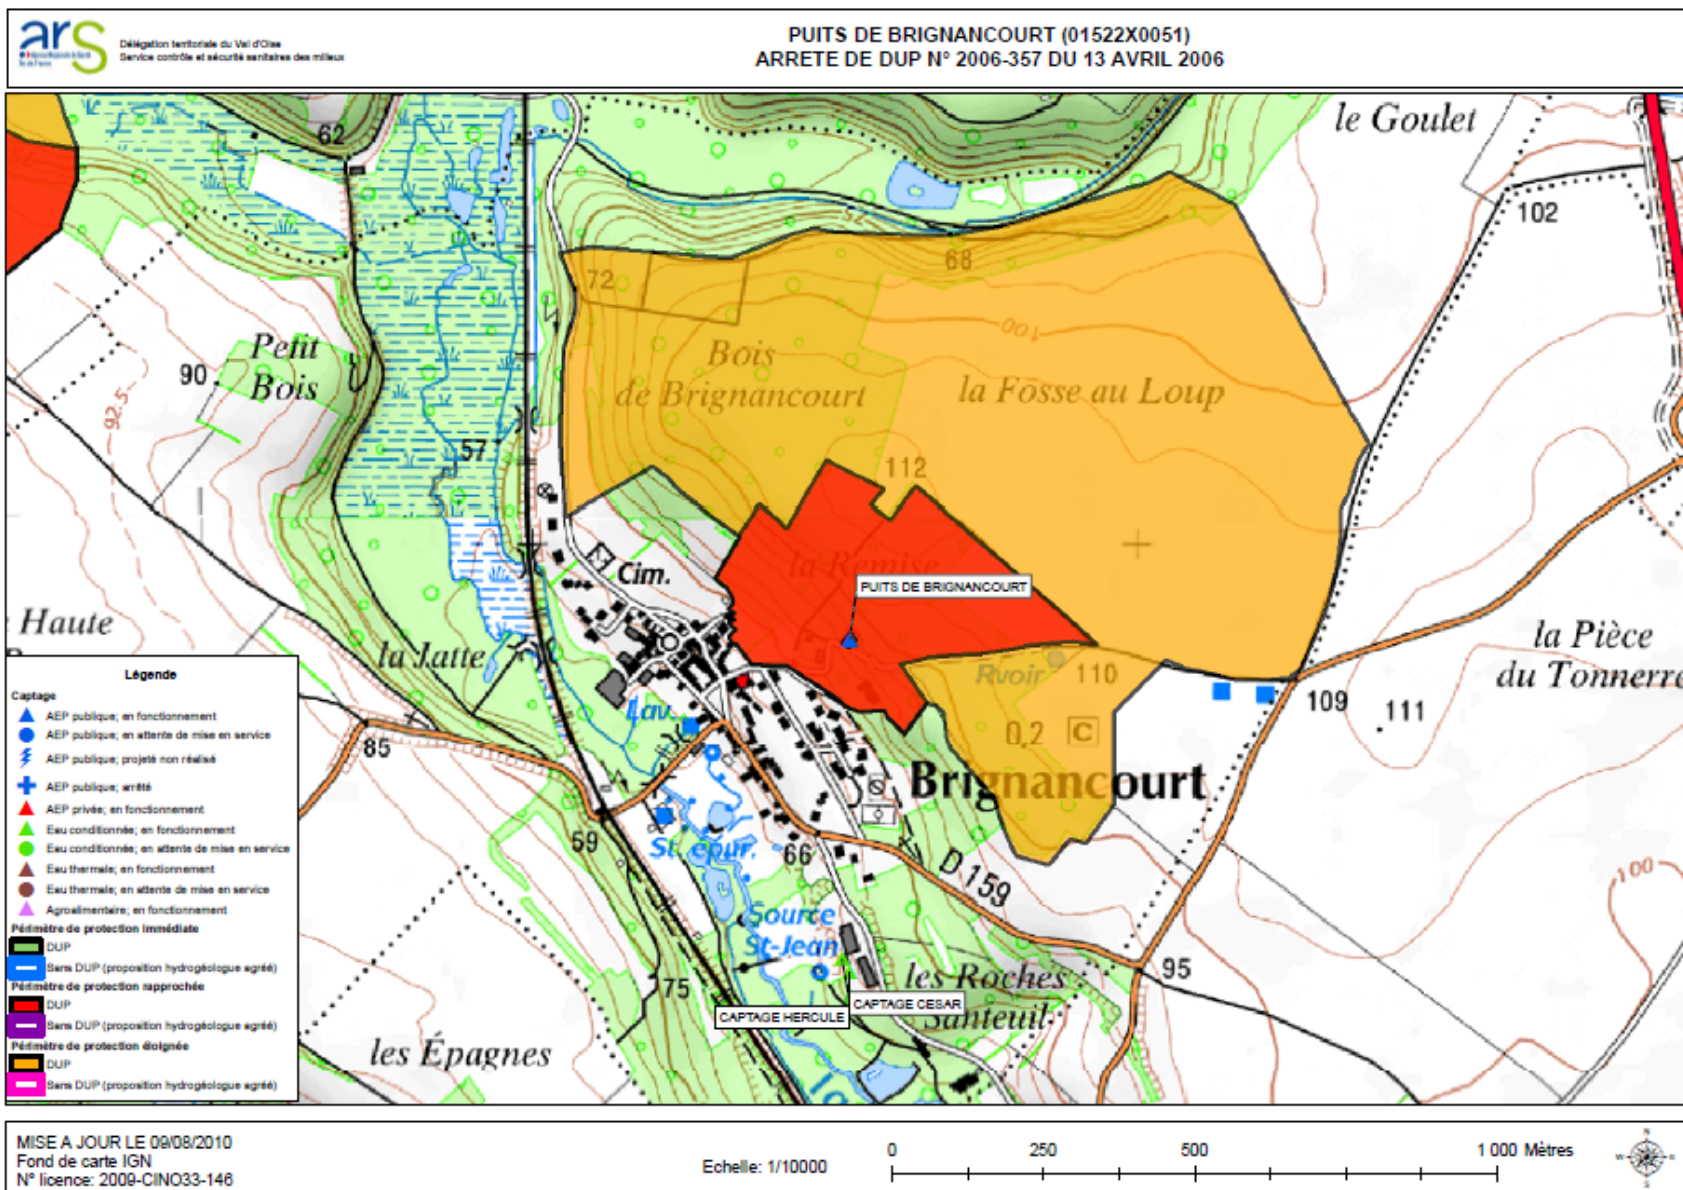 ars
Délégation territoriale du Val d'Oise
Service contrôle et sécurité sanitaires des milieux
PUITS DE BRIGNANCOURT (01522X0051)
ARRETE DE DUP N° 2006-357 DU 13 AVRIL 2006
le Goulet
62
102
52
68
72
100
Petit
Bois
90
92.5
Bois
de Brignancourt
la Fosse au Loup
57
112
Cim.
la Remise
PUITS DE BRIGNANCOURT
Haute
la Jatte
la Pièce
du Tonnerre
Rvoir
110
109
111
Lav.
0,2
C
85
Brignancourt
59
St. épur.
66
D 159
100
Source
St-Jean
75
les Roches
95
CAPTAGE CESAR
CAPTAGE HERCULE
Santeuil
les Épagnes
la
Légende
Captage
AEP publique; en fonctionnement
AEP publique; en attente de mise en service
AEP publique; projeté non réalisé
AEP publique; arrêté
AEP privée; en fonctionnement
Eau conditionnée; en fonctionnement
Eau conditionnée; en attente de mise en service
Eau thermale; en fonctionnement
Eau thermale; en attente de mise en service
Agroalimentaire; en fonctionnement
Périmètre de protection immédiate
DUP
Sans DUP (proposition hydrogéologue agréé)
Périmètre de protection rapprochée
DUP
Sans DUP (proposition hydrogéologue agréé)
Périmètre de protection éloignée
DUP
Sans DUP (proposition hydrogéologue agréé)
MISE A JOUR LE 09/08/2010
Fond de carte IGN
N° licence: 2009-CINO33-146
Echelle: 1/10000
0 250 500 1 000 Mètres
N
W E
S